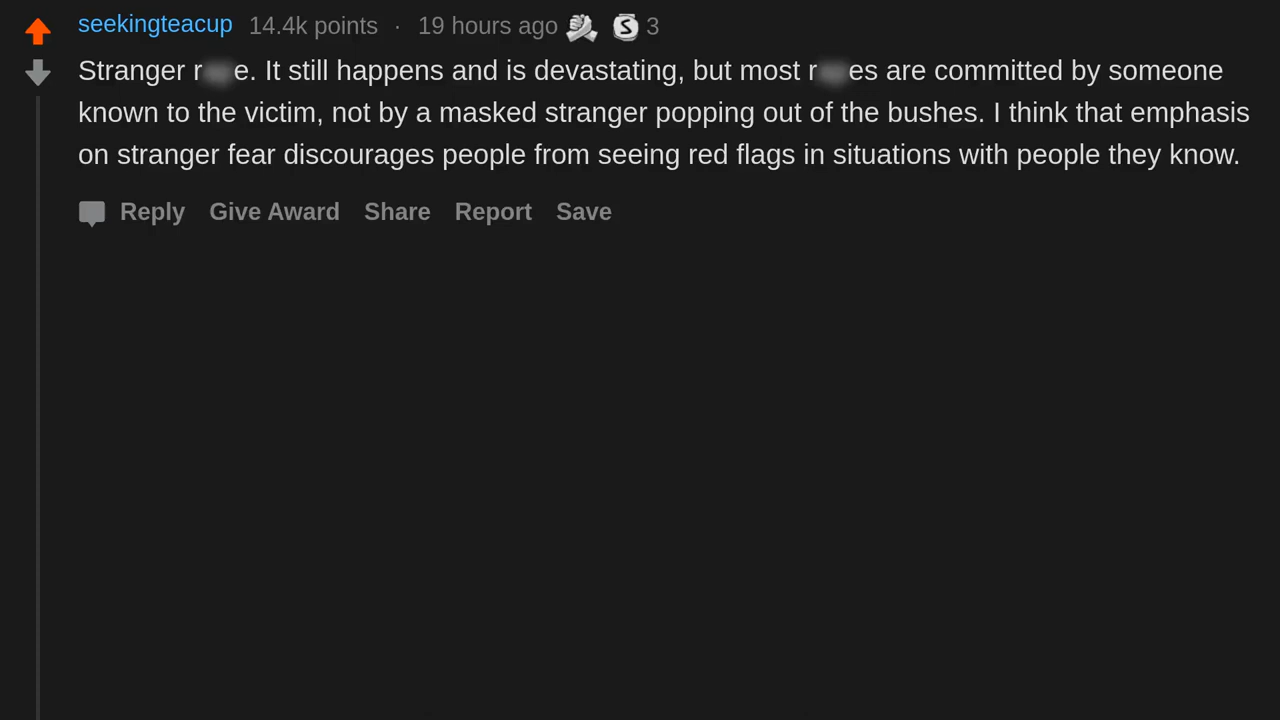 seekingteacup 14.4k points · 19 hours ago 3
Stranger r e. It still happens and is devastating, but most r es are committed by someone
known to the victim, not by a masked stranger popping out of the bushes. I think that emphasis
on stranger fear discourages people from seeing red flags in situations with people they know.
Reply Give Award Share Report Save